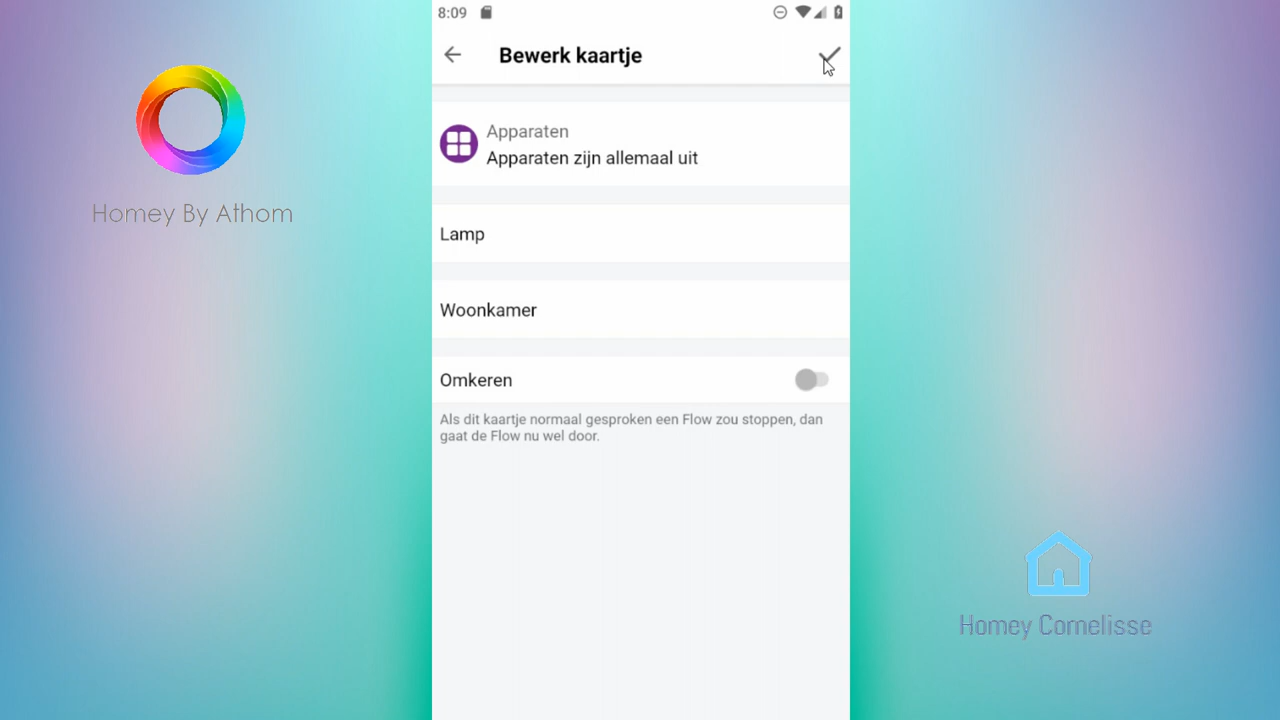 8:09
Bewerk kaartje
Apparaten
Apparaten zijn allemaal uit
Homey By Athom
Lamp
Woonkamer
Omkeren
Als dit kaartje normaal gesproken een Flow zou stoppen, dan
gaat de Flow nu wel door.
Homey Cornelisse